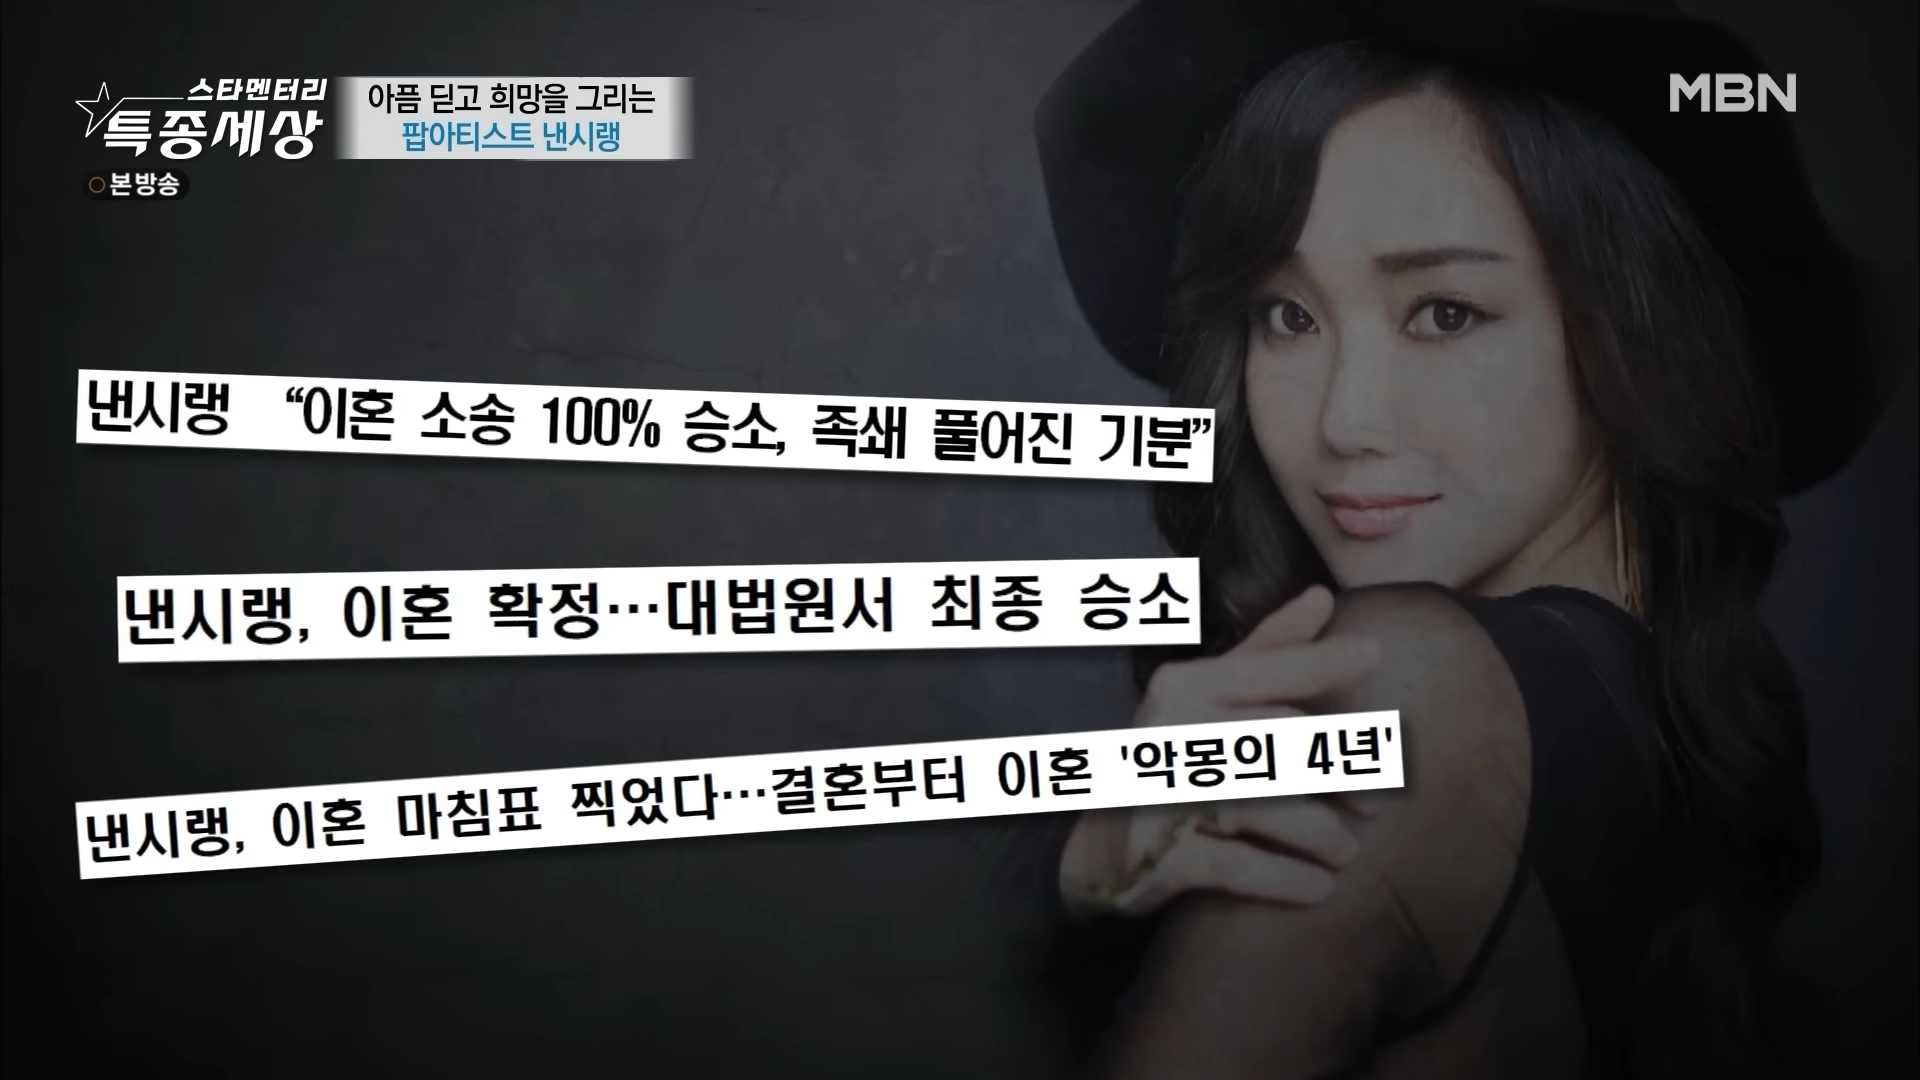 스타멘터리
특종세상
본방송
아픔 딛고 희망을 그리는
팝아티스트 낸시랭
MBN
낸시랭 “이혼 소송 100% 승소, 족쇄 풀어진 기분”
낸시랭, 이혼 확정…대법원서 최종 승소
낸시랭, 이혼 마침표 찍었다…결혼부터 이혼 '악몽의 4년'